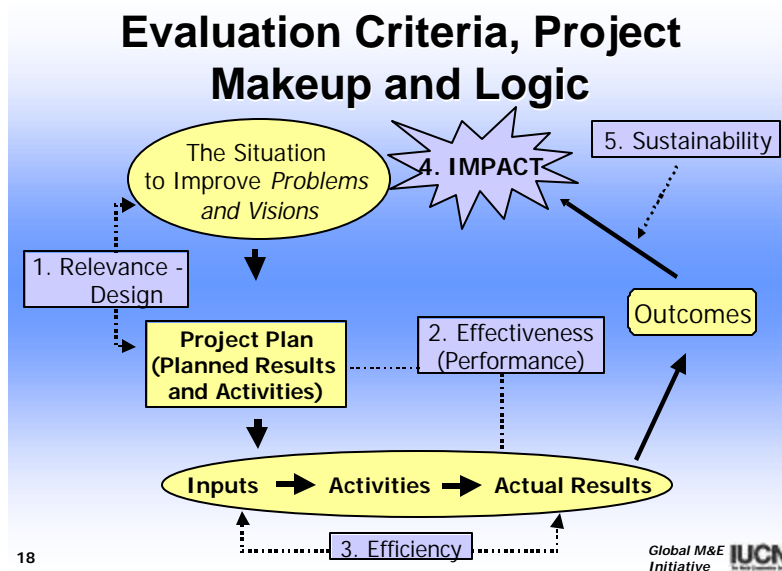 Evaluation Criteria, Project
Makeup and Logic
The Situation
to Improve Problems
and Visions
4. IMPACT
5. Sustainability
1. Relevance -
Design
Outcomes
Project Plan
(Planned Results
and Activities)
2. Effectiveness
(Performance)
Inputs Activities Actual Results
3. Efficiency
18
Global M&E
Initiative
IUCN